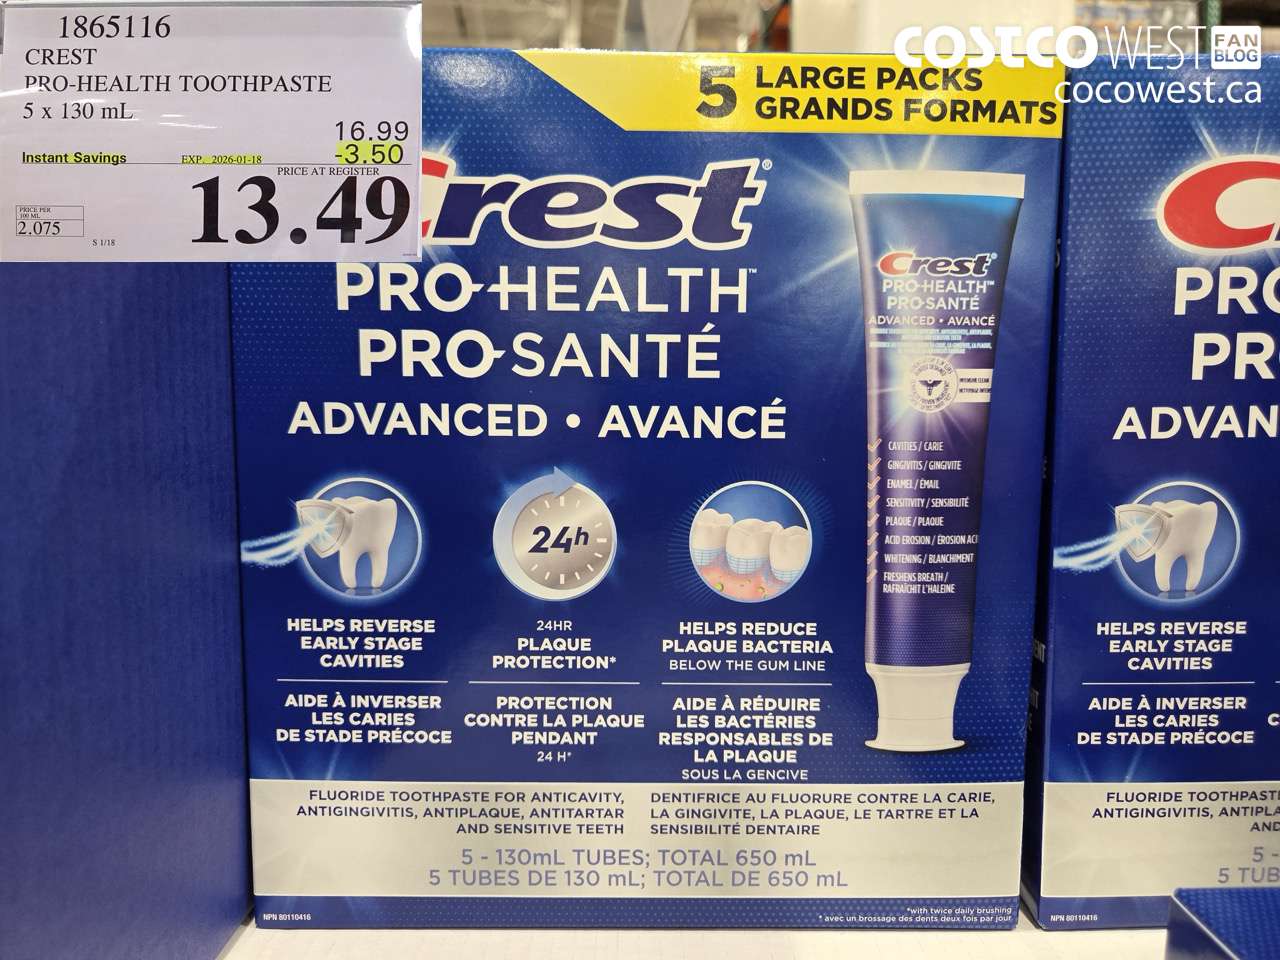 1865116
CREST
PRO-HEALTH TOOTHPASTE
5 x 130 mL
16.99
Instant Savings EXP. 2026-01-18 -3.50
PRICE AT REGISTER
13.49
PRICE PER
100 ML
2.075
S 1/18
COSTCO WEST FAN BLOG
cocowest.ca
5 LARGE PACKS
GRANDS FORMATS
Crest®
PRO-HEALTH™
PRO-SANTÉ
ADVANCED • AVANCÉ
24h
HELPS REVERSE
EARLY STAGE
CAVITIES
AIDE À INVERSER
LES CARIES
DE STADE PRÉCOCE
24HR
PLAQUE
PROTECTION*
PROTECTION
CONTRE LA PLAQUE
PENDANT
24 H*
HELPS REDUCE
PLAQUE BACTERIA
BELOW THE GUM LINE
AIDE À RÉDUIRE
LES BACTÉRIES
RESPONSABLES DE
LA PLAQUE
SOUS LA GENCIVE
Crest®
PRO-HEALTH™
PRO-SANTÉ
ADVANCED • AVANCÉ
CAVITIES / CARIE
GINGIVITIS / GINGIVITE
ENAMEL / ÉMAIL
SENSITIVITY / SENSIBILITÉ
PLAQUE / PLAQUE
ACID EROSION / ÉROSION ACI
WHITENING / BLANCHIMENT
FRESHENS BREATH /
RAFRAÎCHIT L'HALEINE
FLUORIDE TOOTHPASTE FOR ANTICAVITY,
ANTIGINGIVITIS, ANTIPLAQUE, ANTITARTAR
AND SENSITIVE TEETH
DENTIFRICE AU FLUORURE CONTRE LA CARIE,
LA GINGIVITE, LA PLAQUE, LE TARTRE ET LA
SENSIBILITÉ DENTAIRE
5 - 130mL TUBES; TOTAL 650 mL
5 TUBES DE 130 mL; TOTAL DE 650 mL
NPN 80110416
*with twice daily brushing
* avec un brossage des dents deux fois par jour
C
PRO
PR
ADVAN
HELPS REVERSE
EARLY STAGE
CAVITIES
AIDE À INVERSER
LES CARIES
DE STADE PRÉCOCE
FLUORIDE TOOTHPAST
ANTIGINGIVITIS, ANTIPLA
AND
5 -
5 TUB
NPN 80110416